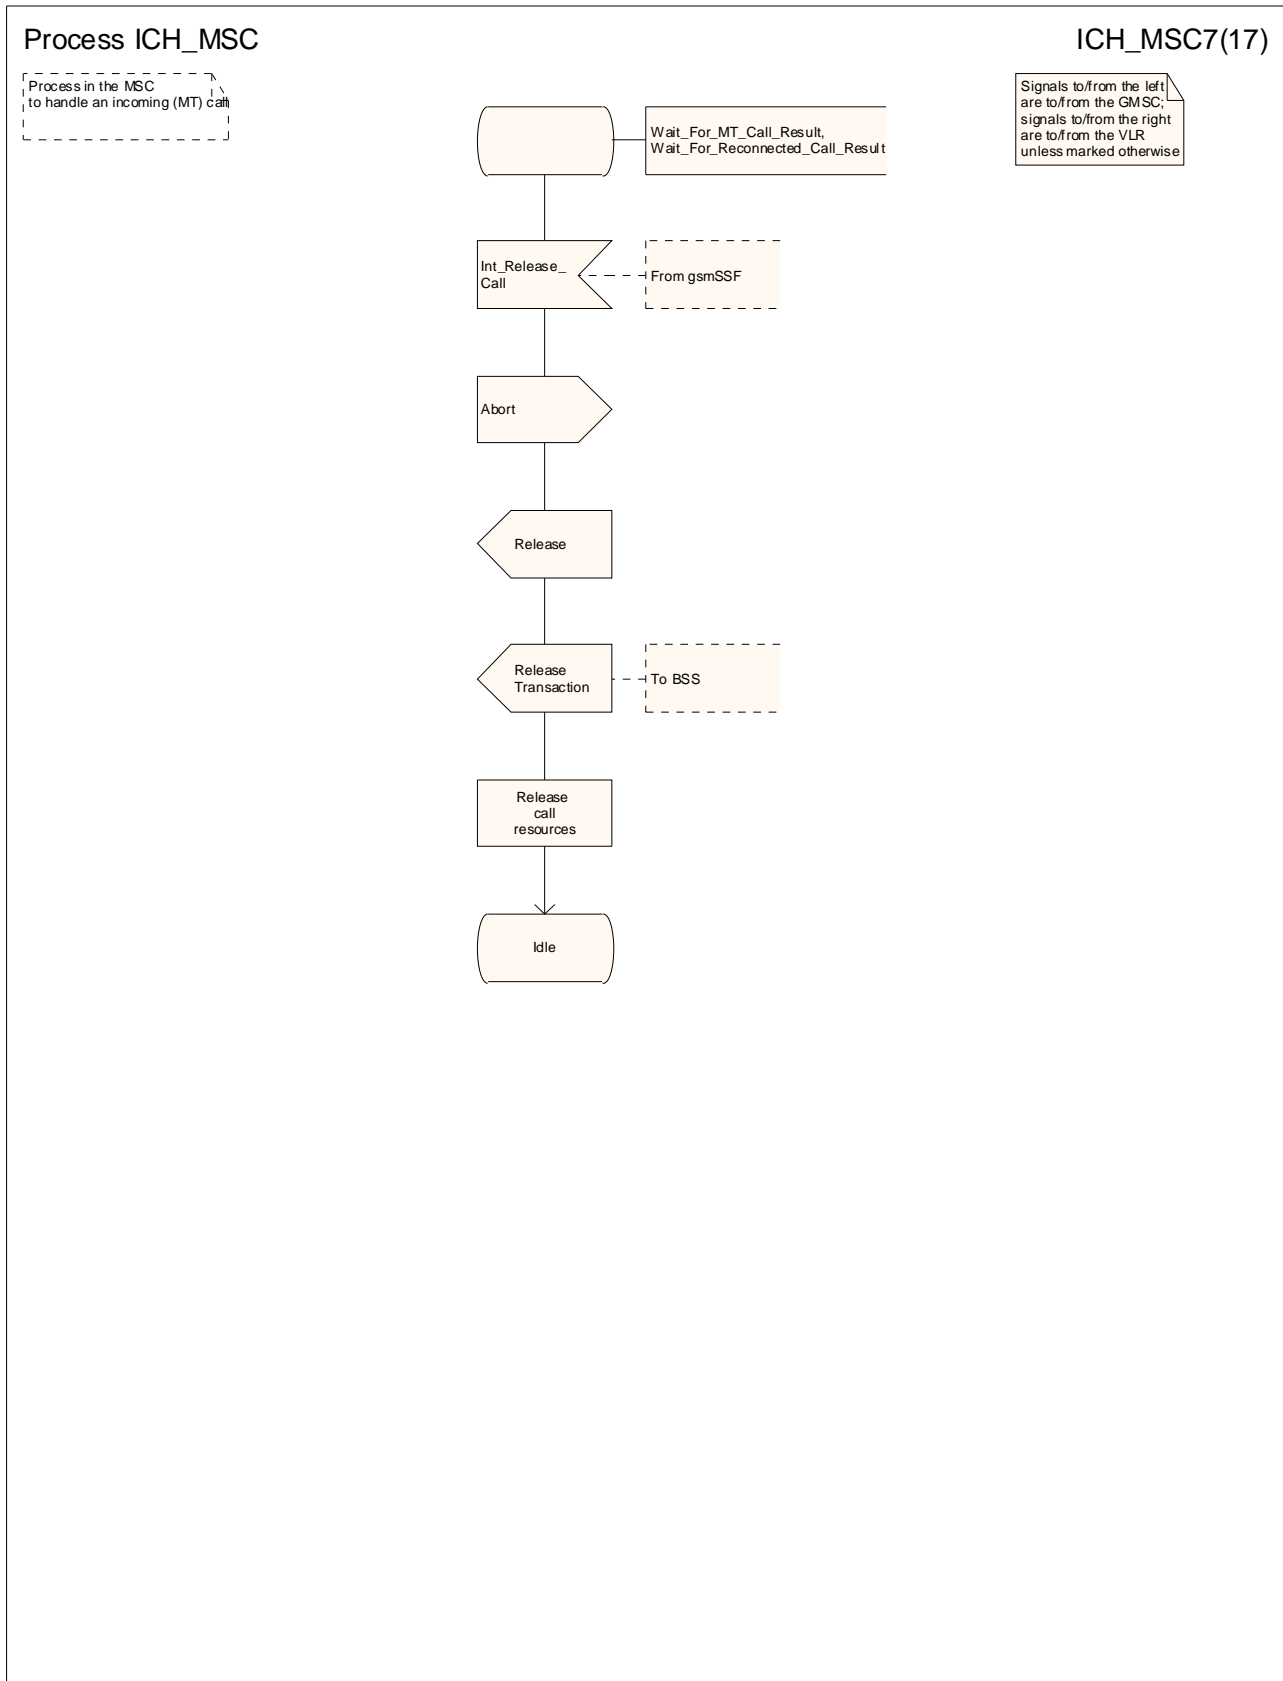 Process ICH_MSC
ICH_MSC7(17)
Process in the MSC
to handle an incoming (MT) call
Signals to/from the left
are to/from the GMSC;
signals to/from the right
are to/from the VLR
unless marked otherwise
Wait_For_MT_Call_Result,
Wait_For_Reconnected_Call_Result
Int_Release_
Call
From gsmSSF
Abort
Release
Release
Transaction
To BSS
Release
call
resources
Idle